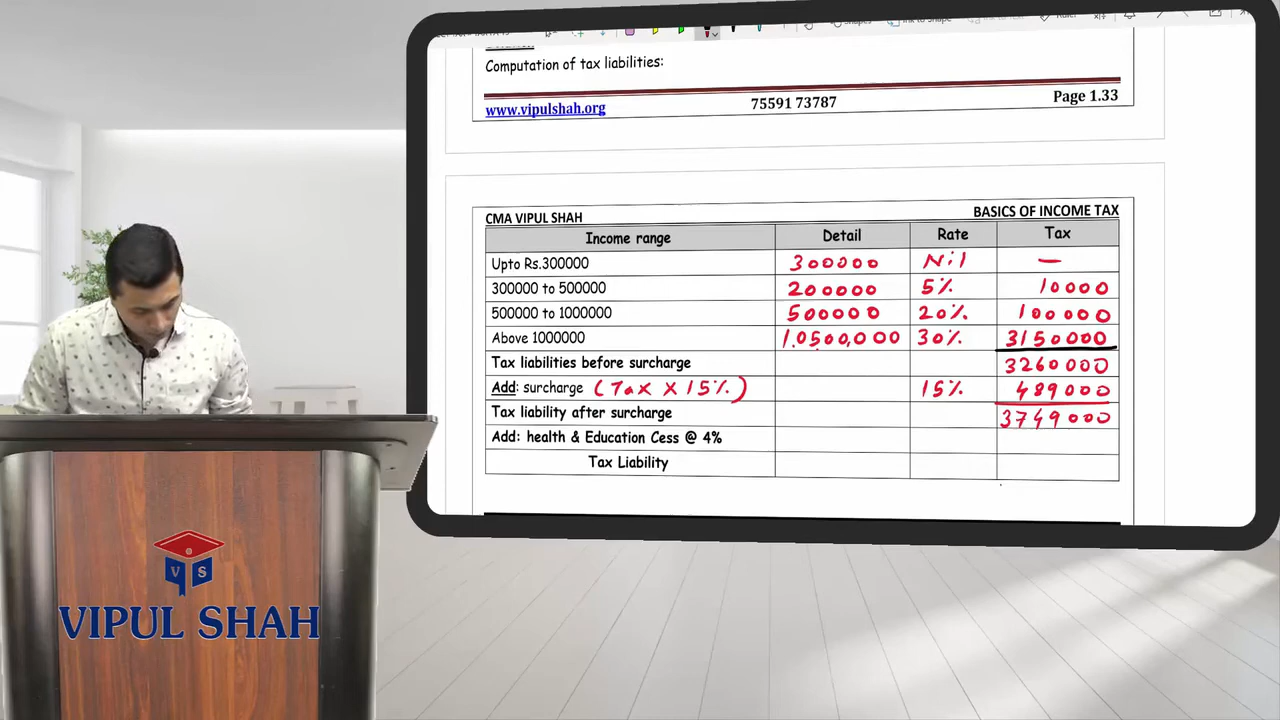 Computation of tax liabilities:
www.vipulshah.org 75591 73787 Page 1.33
CMA VIPUL SHAH BASICS OF INCOME TAX
Income range Detail Rate Tax
Upto Rs.300000 300000 Nil —
300000 to 500000 200000 5% 10000
500000 to 1000000 500000 20% 100000
Above 1000000 1,0500,000 30% 3150000
Tax liabilities before surcharge 3260000
Add: surcharge (Tax X 15%) 15% 489000
Tax liability after surcharge 3749000
Add: health & Education Cess @ 4%
Tax Liability
V S
VIPUL SHAH